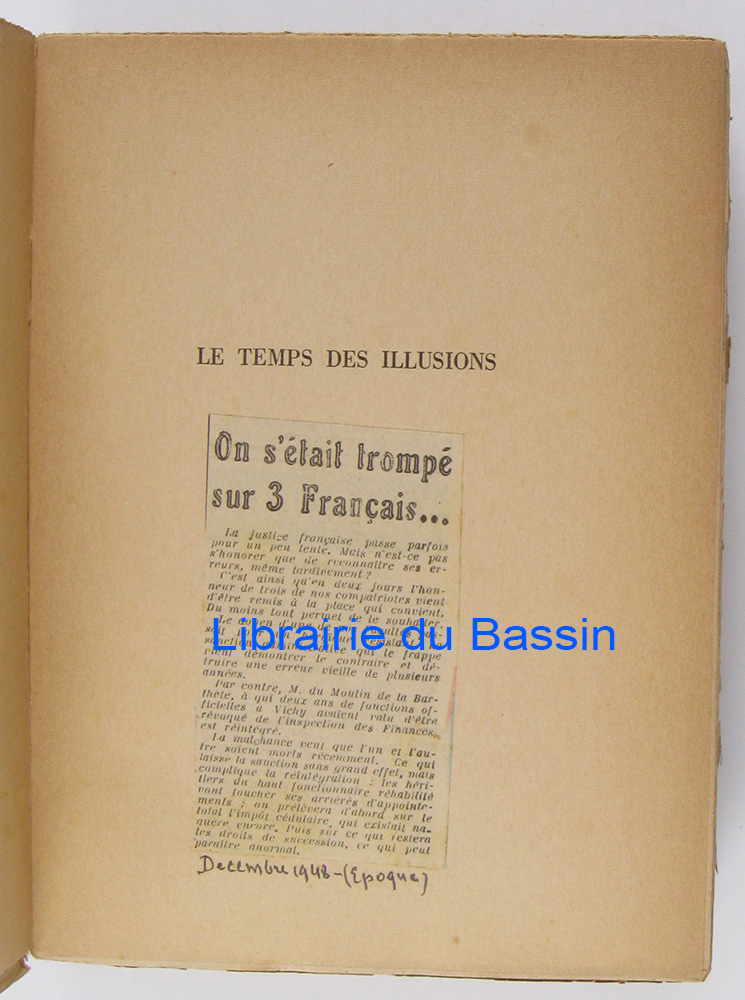 LE TEMPS DES ILLUSIONS
On s'était trompé
sur 3 Français...
La justice française passe parfois
pour un peu lente. Mais n'est-ce pas
s'honorer que de reconnaître ses er-
reurs, même tardivement ?
C'est ainsi qu'en deux jours l'hon-
neur de trois de nos compatriotes vient
d'être remis à la place qui convient.
Du moins tout permet de le souhaiter.
Le doyen d'une de
Librairie du Bassin
qui le frappe
vient démontrer le contraire et dé-
truire une erreur vieille de plusieurs
années.
Par contre, M. du Moulin de la Bar-
thète, à qui deux ans de fonctions of-
ficielles à Vichy avaient valu d'être
révoqué de l'inspection des Finances,
est réintégré.
La malchance veut que l'un et l'au-
tre soient morts récemment. Ce qui
laisse la sanction sans grand effet, mais
complique la réintégration : les héri-
tiers du haut fonctionnaire réhabilité
vont toucher ses arriérés d'appointe-
ments ; on prélèvera d'abord sur le
total l'impôt cédulaire, qui existait na-
guère encore. Puis sur ce qui restera
les droits de succession, ce qui peut
paraître anormal.
Decembre 1948 - (Epoque)